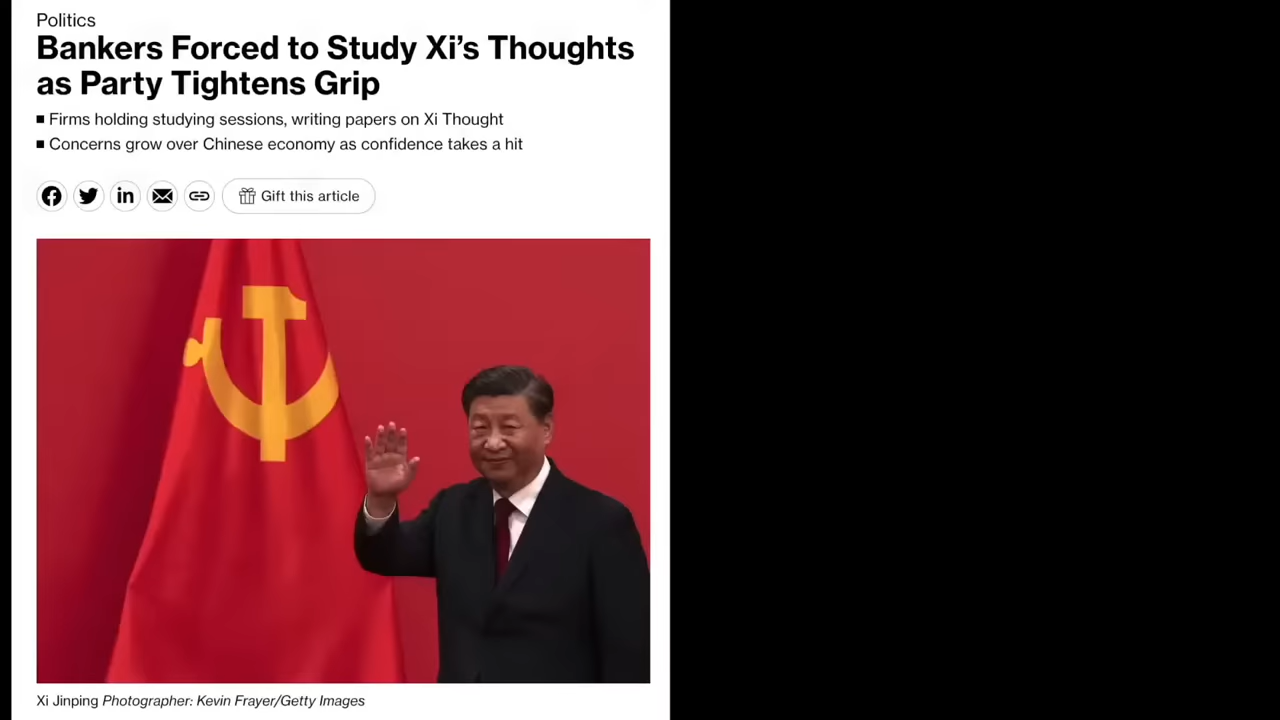 Politics
Bankers Forced to Study Xi’s Thoughts
as Party Tightens Grip
■ Firms holding studying sessions, writing papers on Xi Thought
■ Concerns grow over Chinese economy as confidence takes a hit
Gift this article
Xi Jinping Photographer: Kevin Frayer/Getty Images